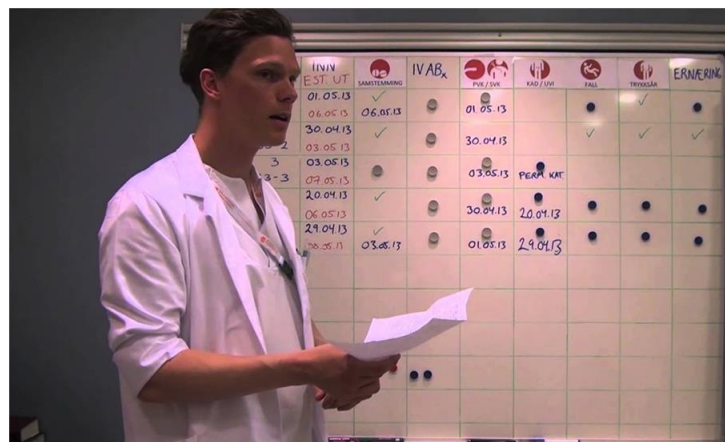 INN
EST. UT
SAMSTEMMING
IV ABx
PVK / SVK
KAD / UVI
FALL
TRYKKSÅR
ERNÆRING
01.05.13
06.05.13 06.05.13 01.05.13
30.04.13
03.05.13 30.04.13
3 03.05.13
3-3 07.05.13 03.05.13 PERM. KAT.
20.04.13
06.05.13 30.04.13 20.04.13
29.04.13
03.05.13 01.05.13 29.04.13